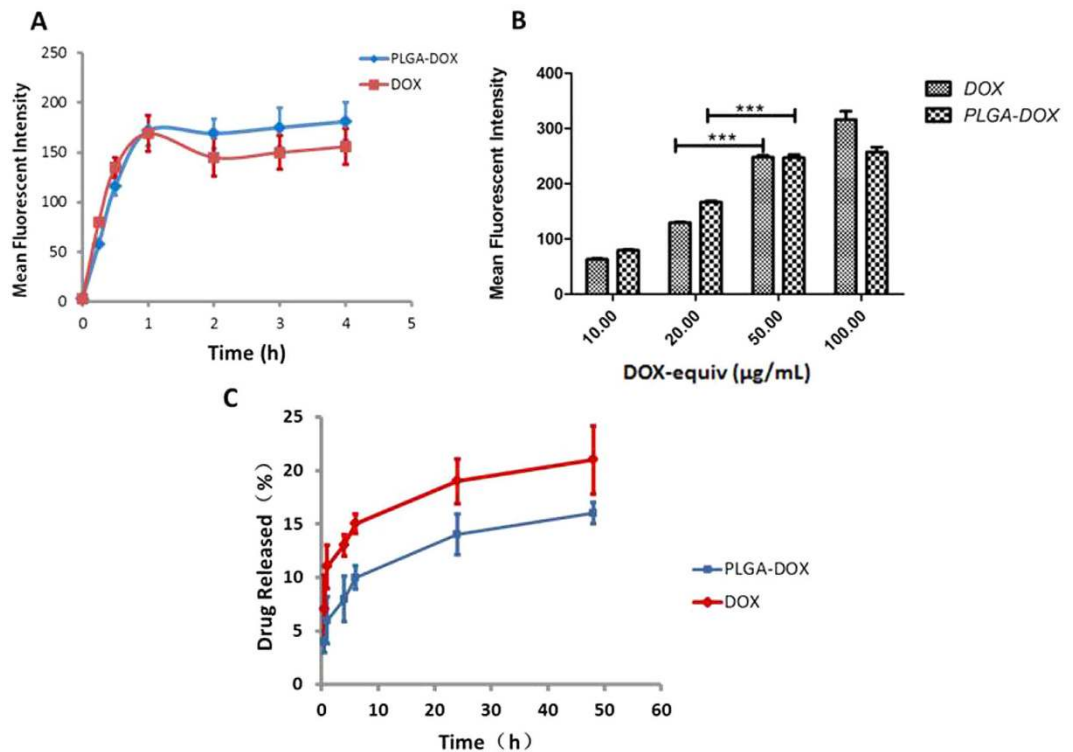 A
Mean Fluorescent Intensity
250
200
150
100
50
0
0 1 2 3 4 5
Time (h)
PLGA-DOX
DOX
B
Mean Fluorescent Intensity
400
300
200
100
0
***
***
10.00 20.00 50.00 100.00
DOX-equiv (µg/mL)
DOX
PLGA-DOX
C
Drug Released（%）
25
20
15
10
5
0
0 10 20 30 40 50 60
Time（h）
PLGA-DOX
DOX